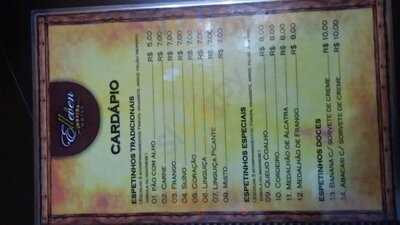 Elleden
CARDÁPIO
ESPETINHOS TRADICIONAIS
01. PÃO COM ALHO R$ 5,00
02. CARNE R$ 7,00
03. FRANGO R$ 7,00
04. SUÍNO R$ 7,00
05. CORAÇÃO R$ 7,00
06. LINGUIÇA R$ 7,00
07. LINGUIÇA PICANTE R$ 7,00
08. MISTO R$ 7,00
ESPETINHOS ESPECIAIS
09. QUEIJO COALHO R$ 8,00
10. CORDEIRO R$ 8,00
11. MEDALHÃO DE ALCATRA R$ 8,00
12. MEDALHÃO DE FRANGO R$ 8,00
ESPETINHOS DOCES
13. BANANA C/ SORVETE DE CREME R$ 10,00
14. ABACAXI C/ SORVETE DE CREME R$ 10,00